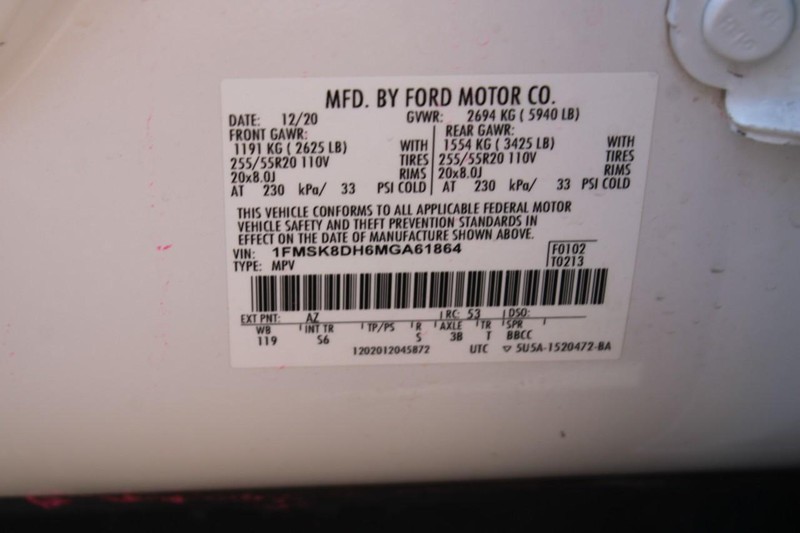 MFD. BY FORD MOTOR CO.
DATE: 12/20 GVWR: 2694 KG ( 5940 LB)
FRONT GAWR: REAR GAWR:
1191 KG ( 2625 LB) WITH 1554 KG ( 3425 LB) WITH
255/55R20 110V TIRES 255/55R20 110V TIRES
20x8.0J RIMS 20x8.0J RIMS
AT 230 kPa/ 33 PSI COLD AT 230 kPa/ 33 PSI COLD
THIS VEHICLE CONFORMS TO ALL APPLICABLE FEDERAL MOTOR
VEHICLE SAFETY AND THEFT PREVENTION STANDARDS IN
EFFECT ON THE DATE OF MANUFACTURE SHOWN ABOVE.
VIN: 1FMSK8DH6MGA61864 F0102
TYPE: MPV T0213
EXT PNT: AZ RC: 53 DSO:
WB INT TR TP/PS R AXLE TR SPR
119 S6 S 3B T BBCC
1202012045872 UTC ▽ 5U5A-1520472-BA